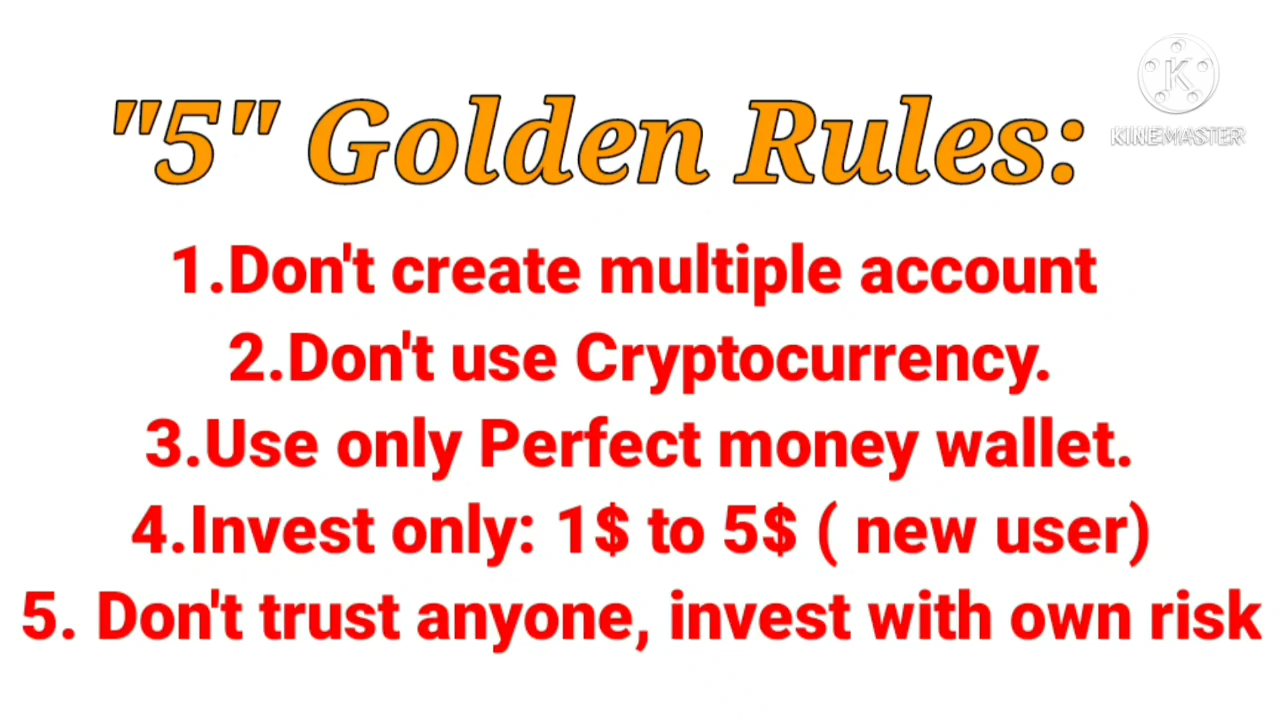 "5" Golden Rules:
KINEMASTER
1.Don't create multiple account
2.Don't use Cryptocurrency.
3.Use only Perfect money wallet.
4.Invest only: 1$ to 5$ ( new user)
5. Don't trust anyone, invest with own risk